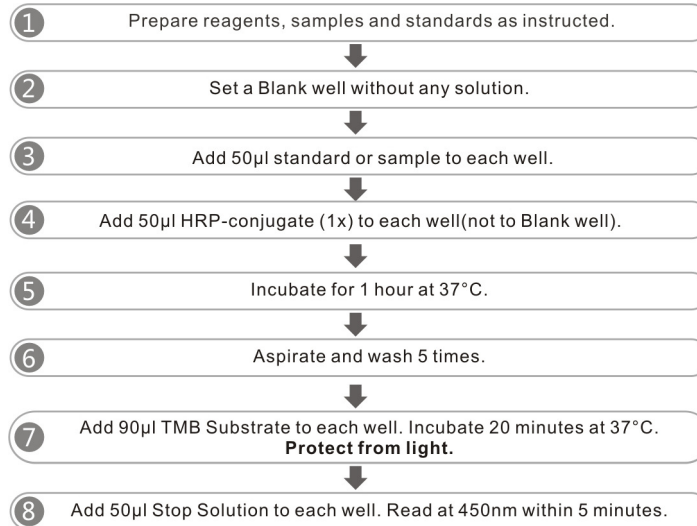 1 Prepare reagents, samples and standards as instructed.
2 Set a Blank well without any solution.
3 Add 50µl standard or sample to each well.
4 Add 50µl HRP-conjugate (1x) to each well(not to Blank well).
5 Incubate for 1 hour at 37°C.
6 Aspirate and wash 5 times.
7 Add 90µl TMB Substrate to each well. Incubate 20 minutes at 37°C.
Protect from light.
8 Add 50µl Stop Solution to each well. Read at 450nm within 5 minutes.